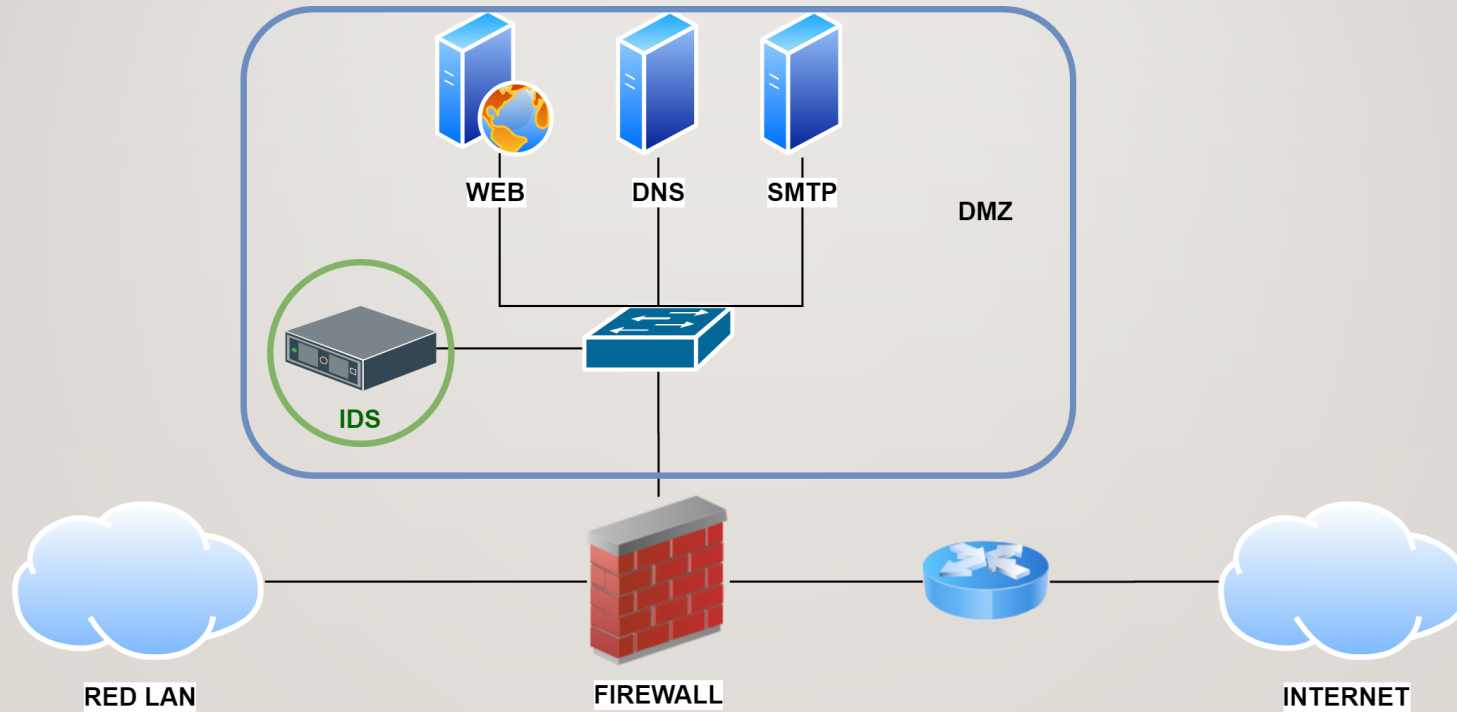 WEB
DNS
SMTP
DMZ
IDS
RED LAN
FIREWALL
INTERNET